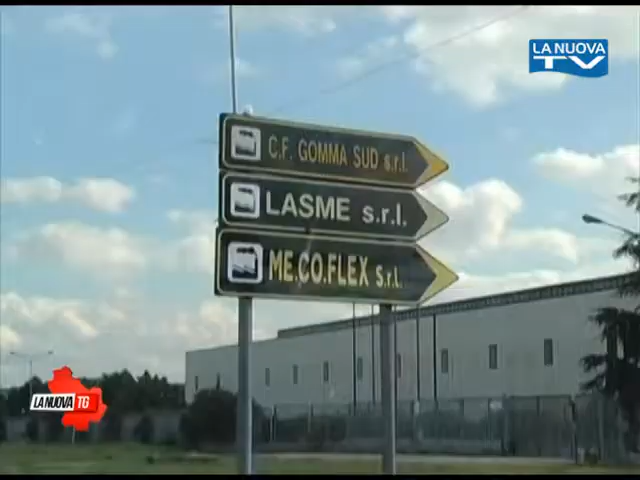 LA NUOVA
TV
C.F. GOMMA SUD s.r.l.
LASME s.r.l.
ME.CO.FLEX s.r.l.
LA NUOVA TG